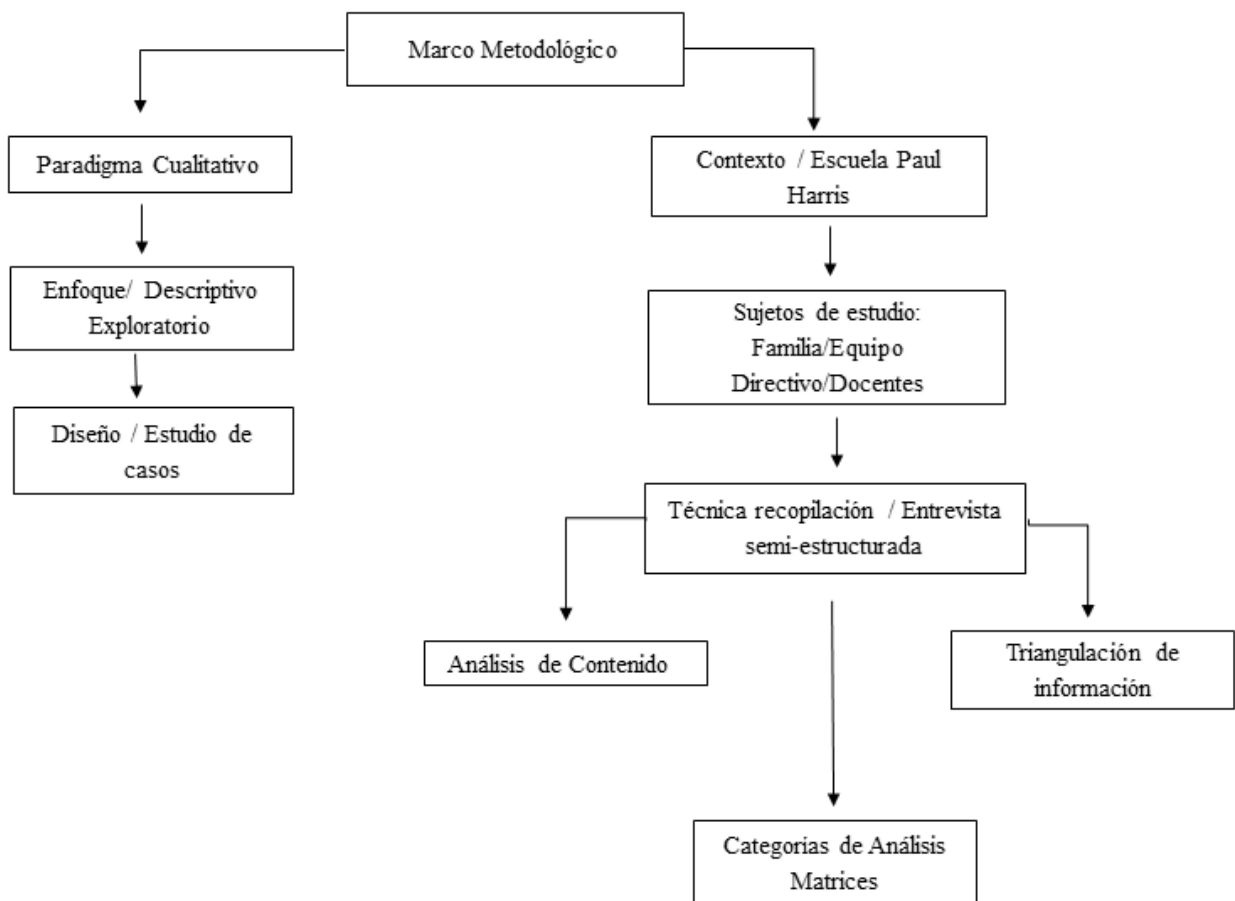 Marco Metodológico
Paradigma Cualitativo
Enfoque/ Descriptivo
Exploratorio
Diseño / Estudio de
casos
Contexto / Escuela Paul
Harris
Sujetos de estudio:
Familia/Equipo
Directivo/Docentes
Técnica recopilación / Entrevista
semi-estructurada
Análisis de Contenido
Triangulación de
información
Categorias de Análisis
Matrices